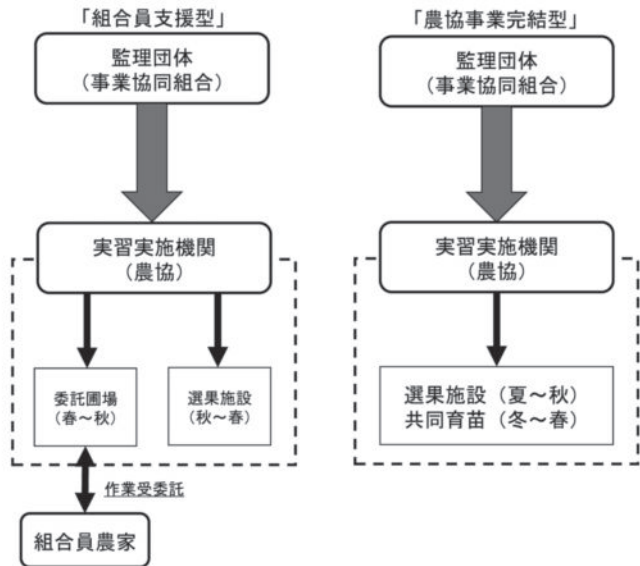 「組合員支援型」
監理団体
（事業協同組合）
実習実施機関
（農協）
委託圃場
（春～秋）
選果施設
（秋～春）
作業受委託
組合員農家
「農協事業完結型」
監理団体
（事業協同組合）
実習実施機関
（農協）
選果施設（夏～秋）
共同育苗（冬～春）